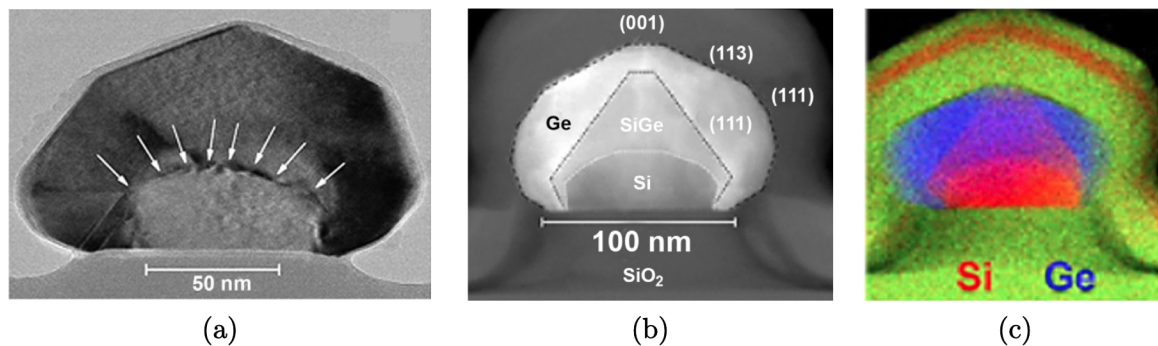 50 nm
(001)
(113)
(111)
Ge
SiGe
(111)
Si
100 nm
SiO2
Si Ge
(a) (b) (c)